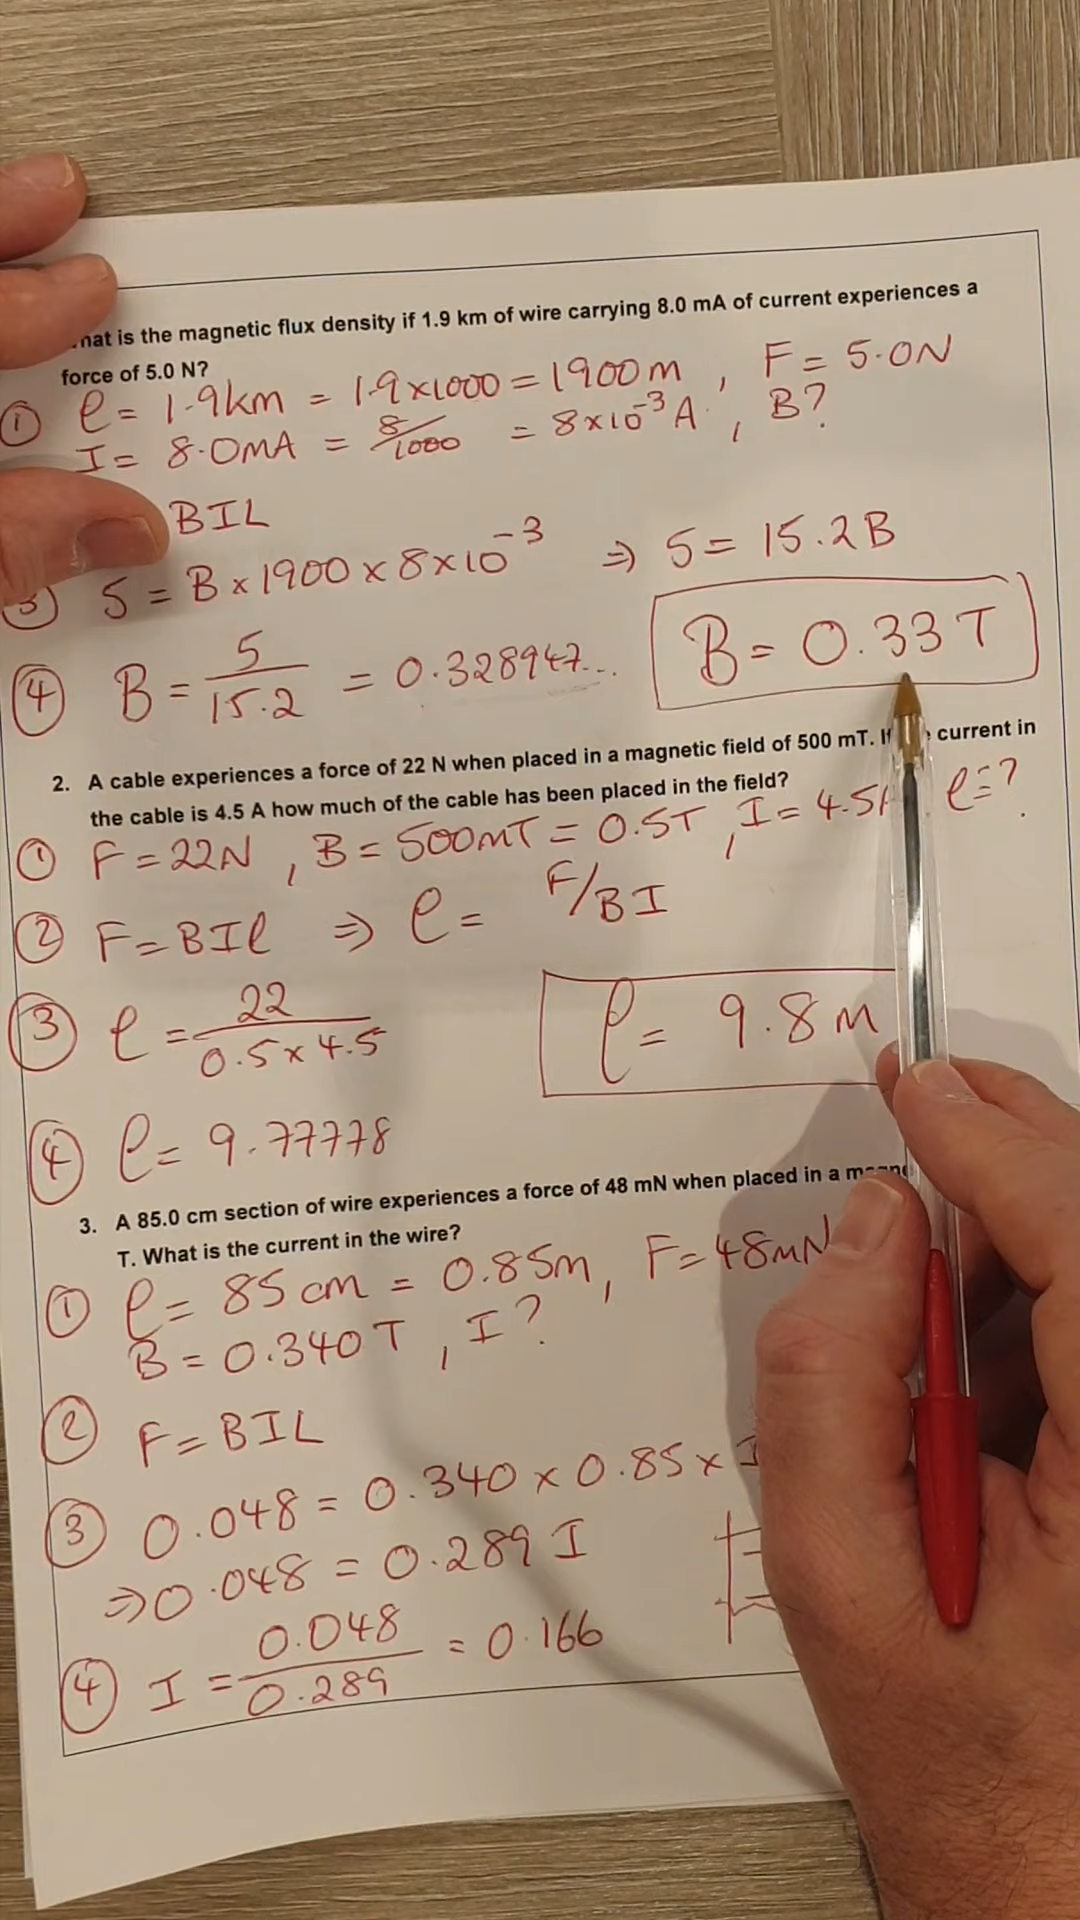 is the magnetic flux density if 1.9 km of wire carrying 8.0 mA of current experiences a
force of 5.0 N?
① l = 1.9km = 1.9×1000 = 1900m , F = 5.0N
I = 8.0mA = 8/1000 = 8×10⁻³ A , B?
BIL
③ 5 = B × 1900 × 8×10⁻³ ⇒ 5 = 15.2B
④ B = 5/15.2 = 0.328947... B = 0.33T
2. A cable experiences a force of 22 N when placed in a magnetic field of 500 mT. current in
the cable is 4.5 A how much of the cable has been placed in the field?
① F = 22N , B = 500mT = 0.5T , I = 4.5 l = ?
② F = BIl ⇒ l = F/BI
③ l = 22/0.5×4.5 l = 9.8m
④ l = 9.77778
3. A 85.0 cm section of wire experiences a force of 48 mN when placed in a
T. What is the current in the wire?
① l = 85cm = 0.85m, F = 48mN
B = 0.340T , I?
② F = BIL
③ 0.048 = 0.340 × 0.85 ×
⇒ 0.048 = 0.289 I
④ I = 0.048/0.289 = 0.166